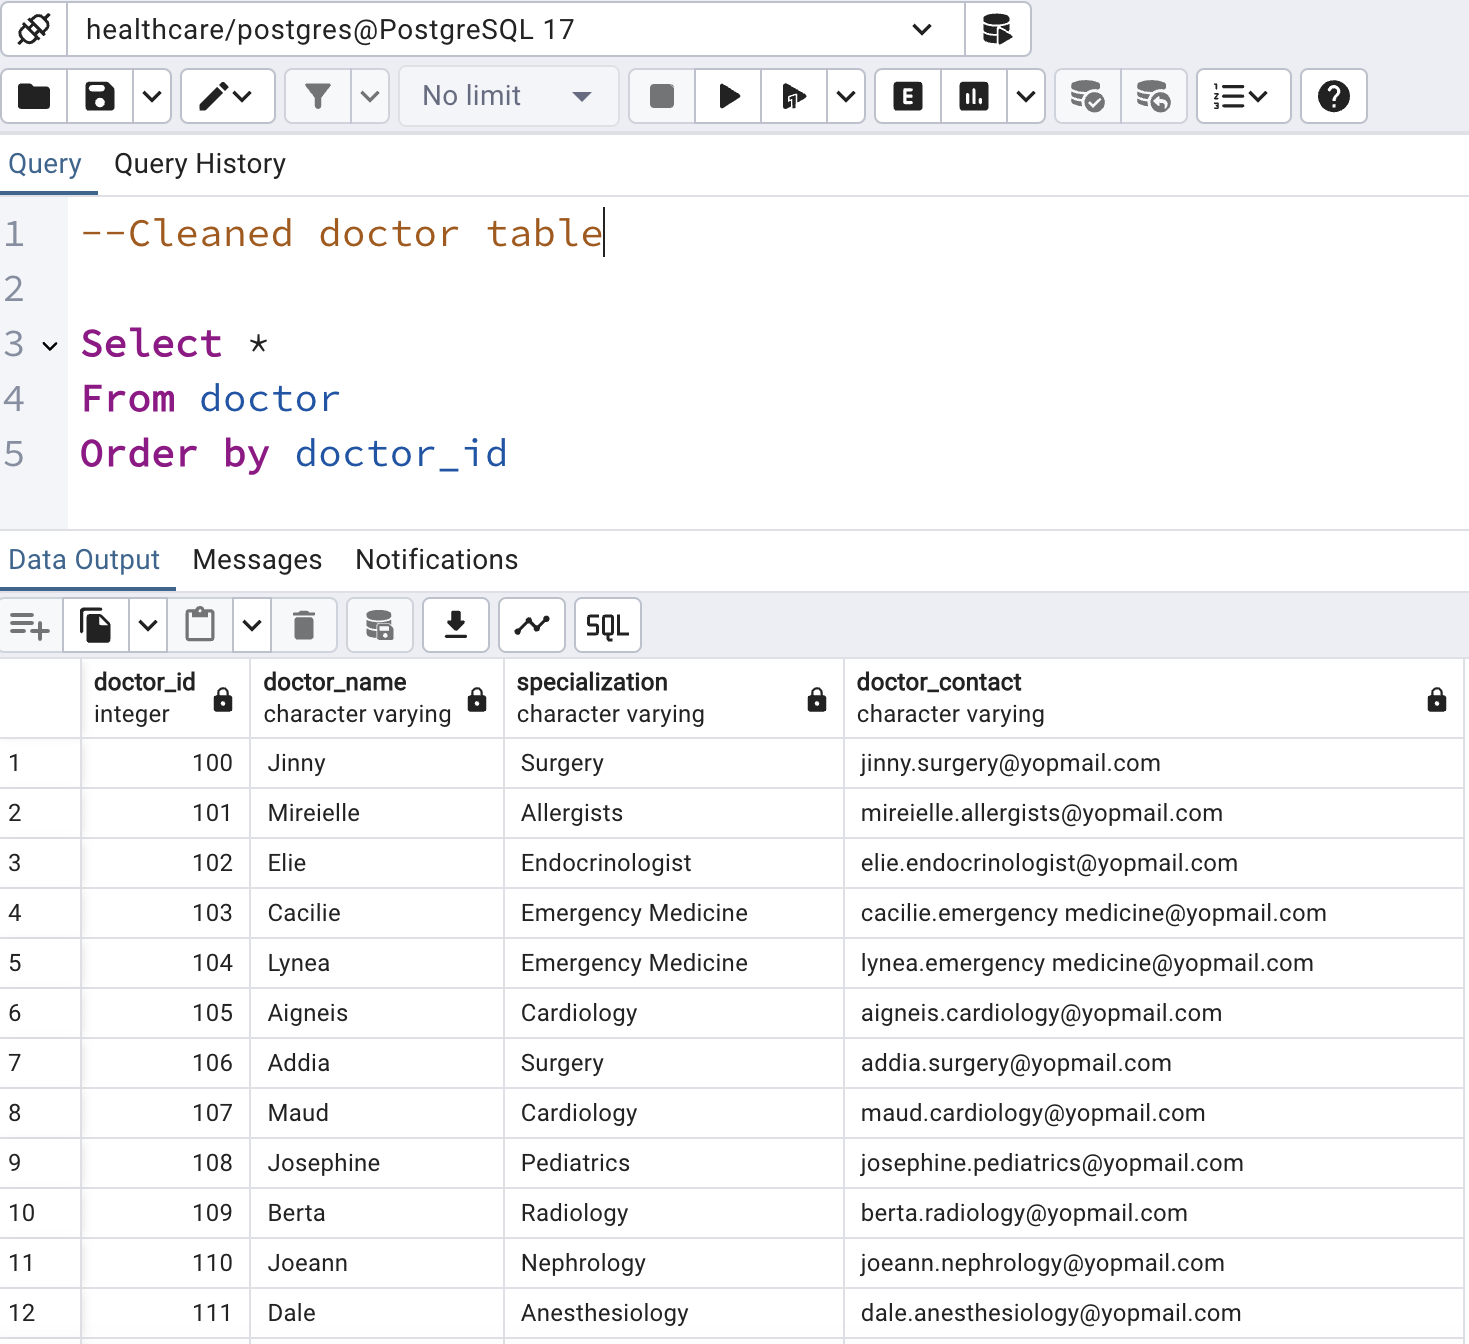 healthcare/postgres@PostgreSQL 17
No limit
Query Query History
1 --Cleaned doctor table
2
3 Select *
4 From doctor
5 Order by doctor_id
Data Output Messages Notifications
SQL
doctor_id doctor_name specialization doctor_contact
integer character varying character varying character varying
1 100 Jinny Surgery jinny.surgery@yopmail.com
2 101 Mireielle Allergists mireielle.allergists@yopmail.com
3 102 Elie Endocrinologist elie.endocrinologist@yopmail.com
4 103 Cacilie Emergency Medicine cacilie.emergency medicine@yopmail.com
5 104 Lynea Emergency Medicine lynea.emergency medicine@yopmail.com
6 105 Aigneis Cardiology aigneis.cardiology@yopmail.com
7 106 Addia Surgery addia.surgery@yopmail.com
8 107 Maud Cardiology maud.cardiology@yopmail.com
9 108 Josephine Pediatrics josephine.pediatrics@yopmail.com
10 109 Berta Radiology berta.radiology@yopmail.com
11 110 Joeann Nephrology joeann.nephrology@yopmail.com
12 111 Dale Anesthesiology dale.anesthesiology@yopmail.com